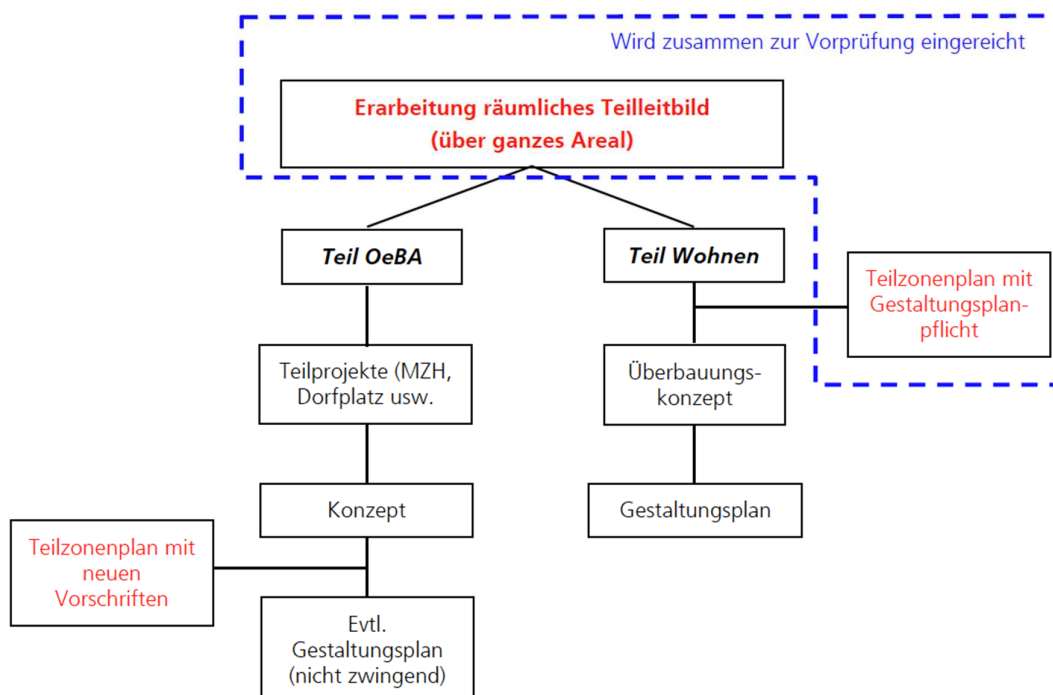 Wird zusammen zur Vorprüfung eingereicht
Erarbeitung räumliches Teilleitbild
(über ganzes Areal)
Teil OeBA
Teil Wohnen
Teilzonenplan mit
Gestaltungsplan-
pflicht
Teilprojekte (MZH,
Dorfplatz usw.
Überbauungs-
konzept
Konzept
Gestaltungsplan
Teilzonenplan mit
neuen
Vorschriften
Evtl.
Gestaltungsplan
(nicht zwingend)